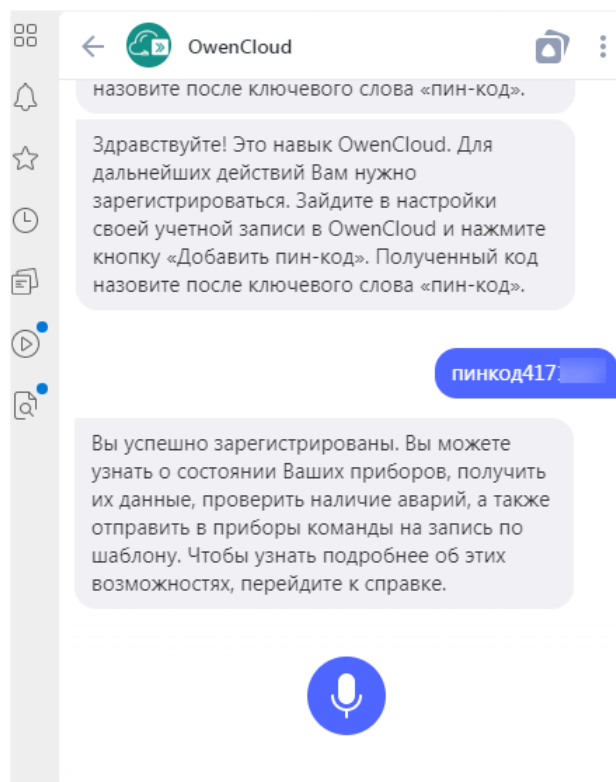 OwenCloud
назовите после ключевого слова «пин-код».
Здравствуйте! Это навык OwenCloud. Для
дальнейших действий Вам нужно
зарегистрироваться. Зайдите в настройки
своей учетной записи в OwenCloud и нажмите
кнопку «Добавить пин-код». Полученный код
назовите после ключевого слова «пин-код».
пинкод417
Вы успешно зарегистрированы. Вы можете
узнать о состоянии Ваших приборов, получить
их данные, проверить наличие аварий, а также
отправить в приборы команды на запись по
шаблону. Чтобы узнать подробнее об этих
возможностях, перейдите к справке.